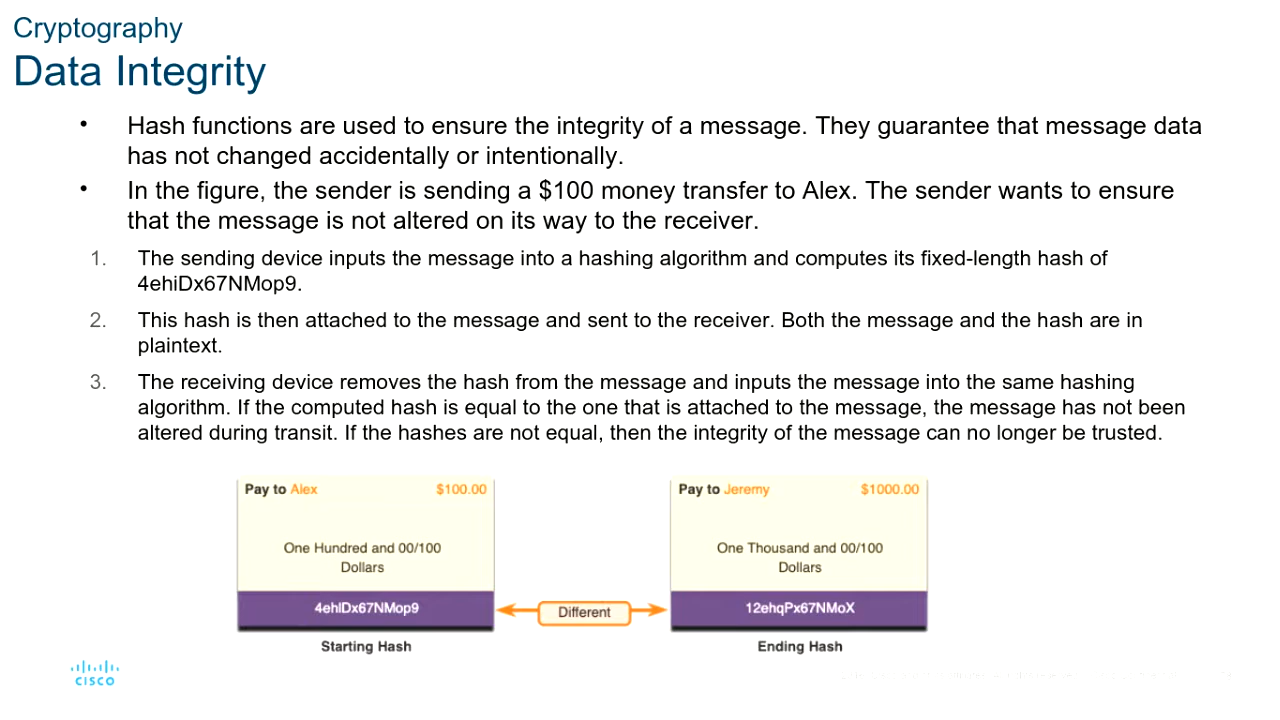 Cryptography
Data Integrity
• Hash functions are used to ensure the integrity of a message. They guarantee that message data
has not changed accidentally or intentionally.
• In the figure, the sender is sending a $100 money transfer to Alex. The sender wants to ensure
that the message is not altered on its way to the receiver.
1. The sending device inputs the message into a hashing algorithm and computes its fixed-length hash of
4ehiDx67NMop9.
2. This hash is then attached to the message and sent to the receiver. Both the message and the hash are in
plaintext.
3. The receiving device removes the hash from the message and inputs the message into the same hashing
algorithm. If the computed hash is equal to the one that is attached to the message, the message has not been
altered during transit. If the hashes are not equal, then the integrity of the message can no longer be trusted.
Pay to Alex $100.00
One Hundred and 00/100
Dollars
4ehIDx67NMop9
Starting Hash
Different
Pay to Jeremy $1000.00
One Thousand and 00/100
Dollars
12ehqPx67NMoX
Ending Hash
CISCO